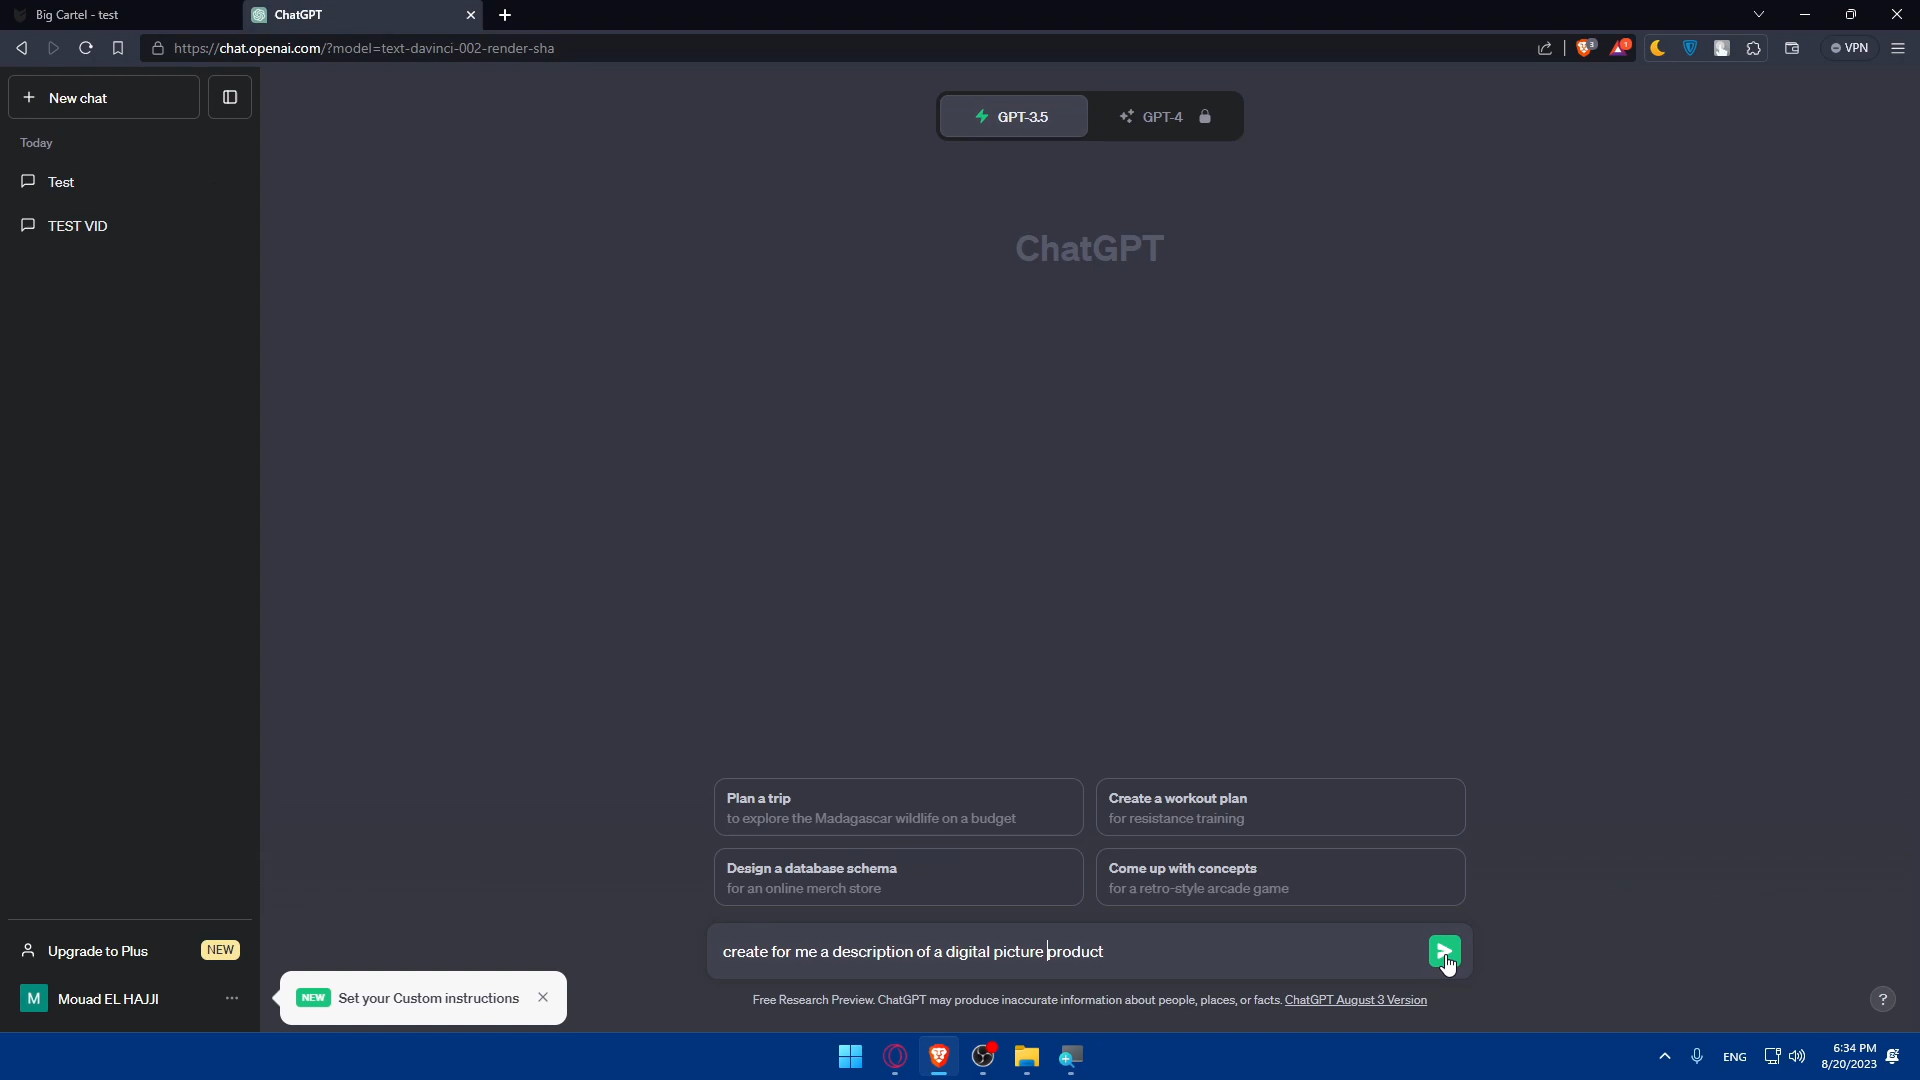 Big Cartel - test
ChatGPT
https://chat.openai.com/?model=text-davinci-002-render-sha
3
1
VPN
New chat
GPT-3.5
GPT-4
Today
Test
TEST VID
ChatGPT
Plan a trip
to explore the Madagascar wildlife on a budget
Create a workout plan
for resistance training
Design a database schema
for an online merch store
Come up with concepts
for a retro-style arcade game
create for me a description of a digital picture product
Upgrade to Plus
NEW
M
Mouad EL HAJJI
NEW Set your Custom instructions
Free Research Preview. ChatGPT may produce inaccurate information about people, places, or facts. ChatGPT August 3 Version
?
ENG
6:34 PM
8/20/2023